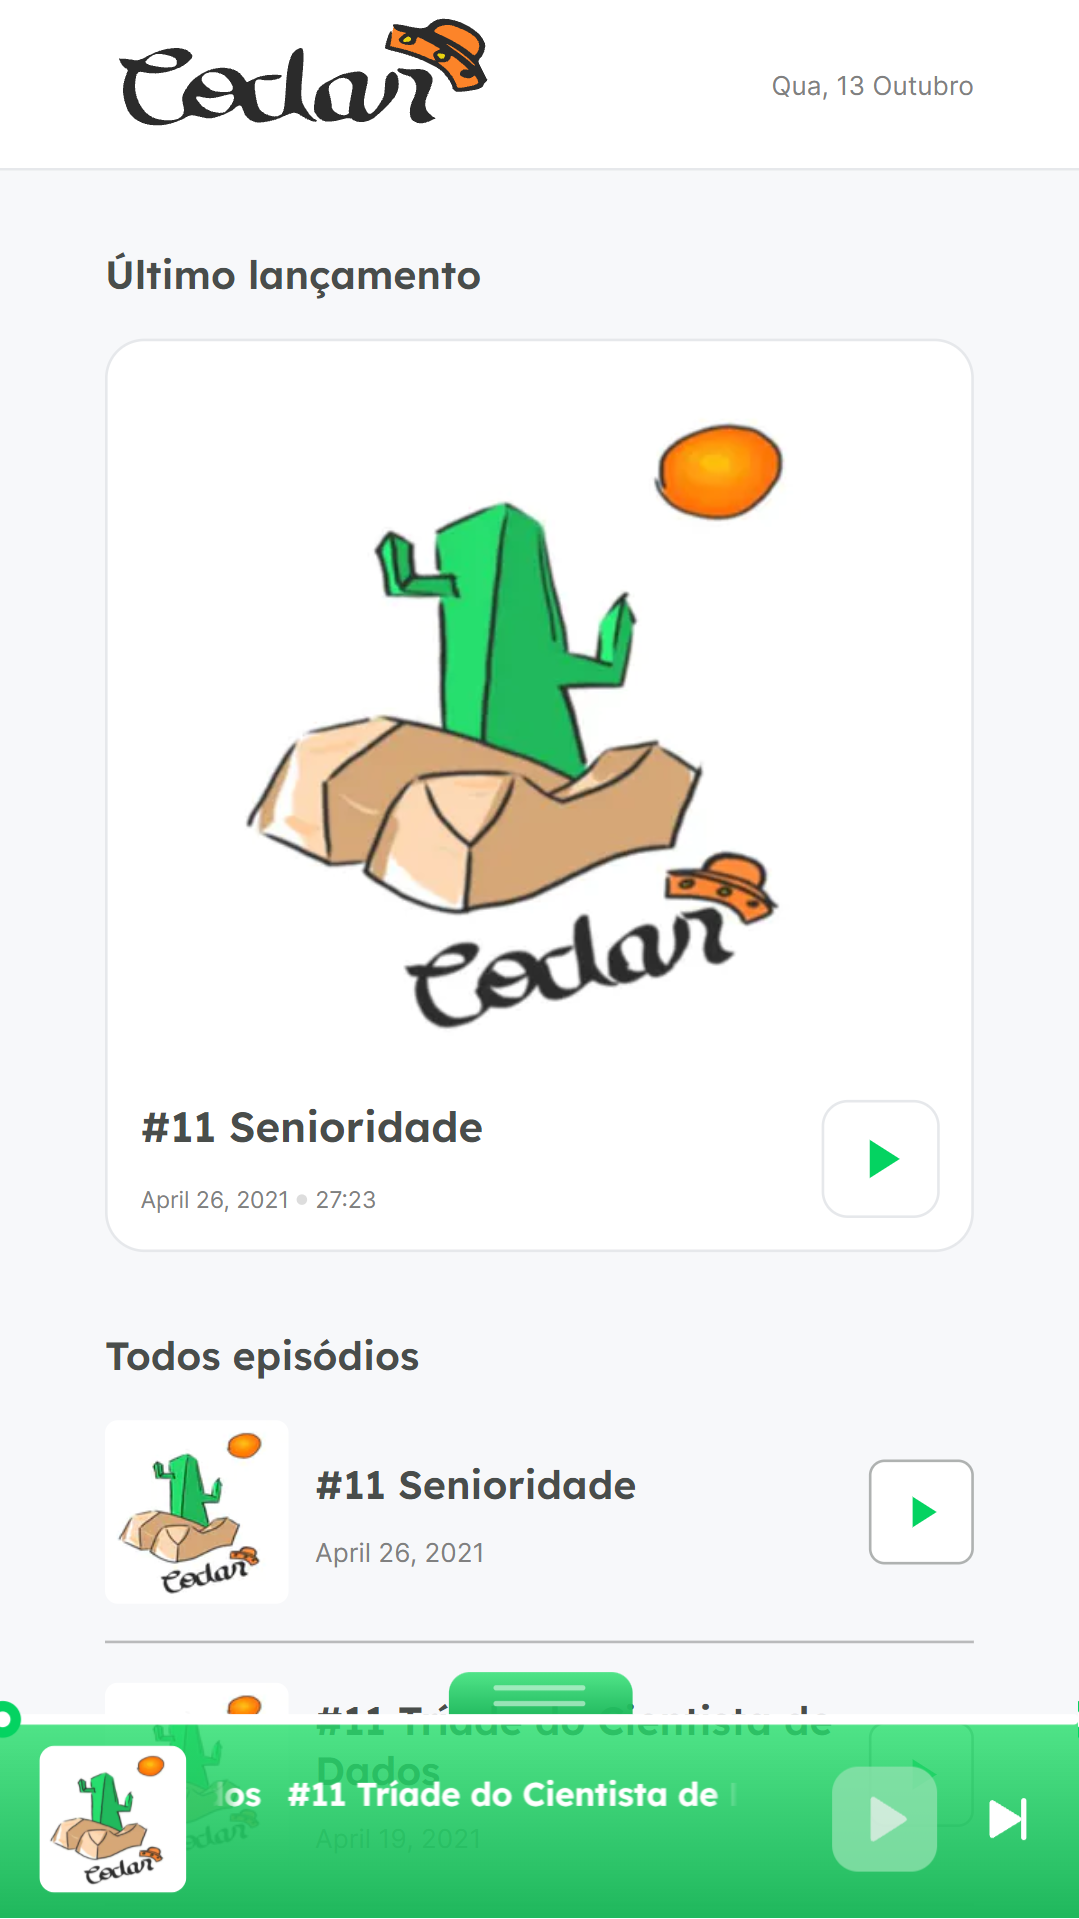 Codar
Qua, 13 Outubro
Último lançamento
Codar
#11 Senioridade
April 26, 2021 • 27:23
Todos episódios
Codar
#11 Senioridade
April 26, 2021
#11 Tríade do Cientista de
Dados
April 19, 2021
Codar
Codar
los #11 Tríade do Cientista de